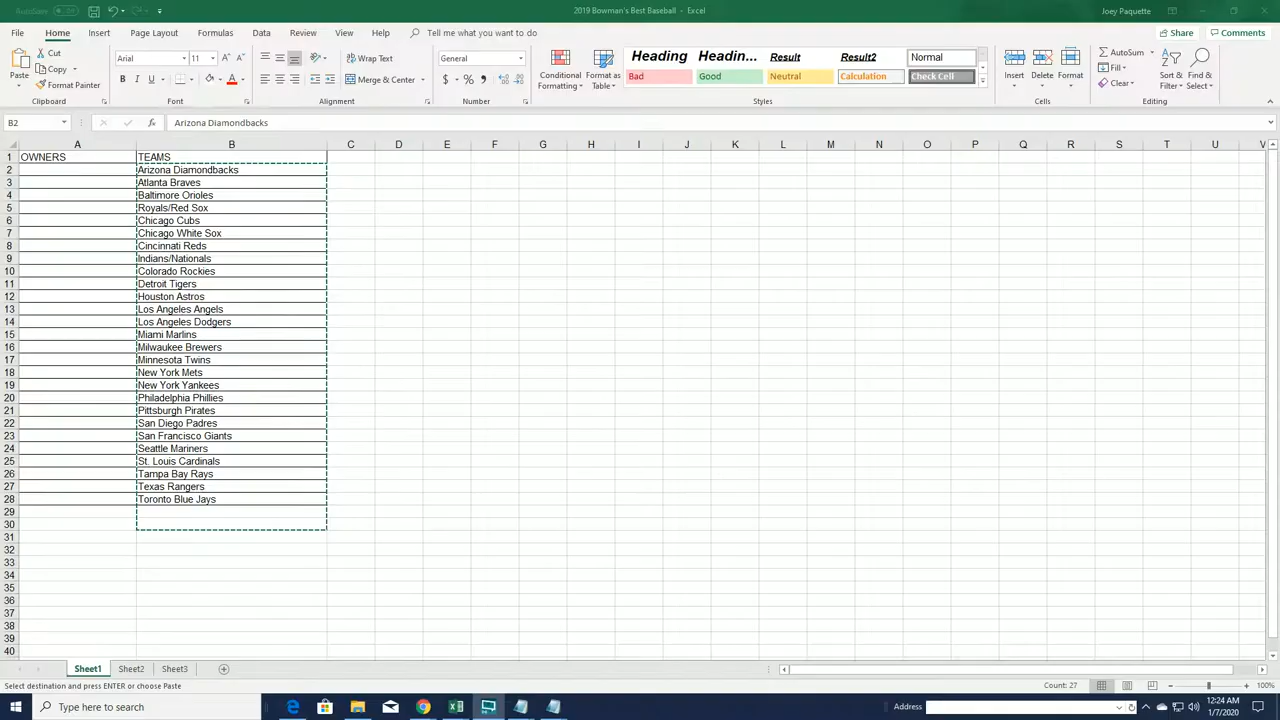 AutoSave Off 2019 Bowman's Best Baseball - Excel Joey Paquette
File Home Insert Page Layout Formulas Data Review View Help Tell me what you want to do Share Comments
Paste Cut Copy Format Painter Clipboard
Arial 11 B I U Font
Wrap Text Merge & Center Alignment
General $ % Number
Conditional Formatting Format as Table
Heading Headin... Result Result2 Normal
Bad Good Neutral Calculation Check Cell
Styles
Insert Delete Format Cells
AutoSum Fill Clear Sort & Filter Find & Select Editing
B2 fx Arizona Diamondbacks
A B C D E F G H I J K L M N O P Q R S T U V
1 OWNERS TEAMS
2 Arizona Diamondbacks
3 Atlanta Braves
4 Baltimore Orioles
5 Royals/Red Sox
6 Chicago Cubs
7 Chicago White Sox
8 Cincinnati Reds
9 Indians/Nationals
10 Colorado Rockies
11 Detroit Tigers
12 Houston Astros
13 Los Angeles Angels
14 Los Angeles Dodgers
15 Miami Marlins
16 Milwaukee Brewers
17 Minnesota Twins
18 New York Mets
19 New York Yankees
20 Philadelphia Phillies
21 Pittsburgh Pirates
22 San Diego Padres
23 San Francisco Giants
24 Seattle Mariners
25 St. Louis Cardinals
26 Tampa Bay Rays
27 Texas Rangers
28 Toronto Blue Jays
29
30
31
32
33
34
35
36
37
38
39
40
Sheet1 Sheet2 Sheet3
Select destination and press ENTER or choose Paste Count: 27 100%
Type here to search Address 12:24 AM
1/7/2020